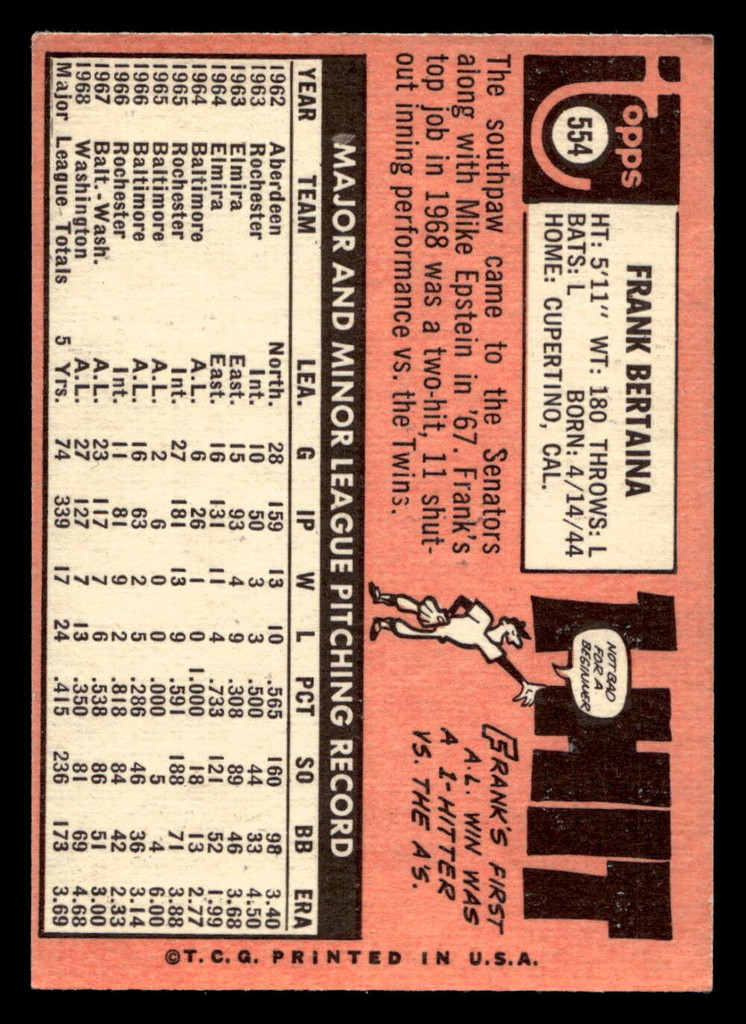 Topps
554
FRANK BERTAINA
HT: 5'11" WT: 180 THROWS: L
BATS: L BORN: 4/14/44
HOME: CUPERTINO, CAL.
The southpaw came to the Senators
along with Mike Epstein in '67. Frank's
top job in 1968 was a two-hit, 11 shut-
out inning performance vs. the Twins.
1-HIT
NOT BAD
FOR A
BEGINNER
FRANK'S FIRST
A.L. WIN WAS
A 1-HITTER
VS. THE A'S.
MAJOR AND MINOR LEAGUE PITCHING RECORD
YEAR TEAM LEA. G IP W L PCT SO BB ERA
1962 Aberdeen North. 28 159 13 10 .565 160 98 3.40
1963 Rochester Int. 10 50 3 3 .500 44 33 4.50
1963 Elmira East. 15 93 4 9 .308 89 46 3.68
1964 Elmira East. 16 131 11 4 .733 121 52 1.99
1964 Baltimore A.L. 6 26 1 0 1.000 18 13 2.77
1965 Rochester Int. 27 181 13 9 .591 188 71 3.88
1965 Baltimore A.L. 2 6 0 0 .000 5 4 6.00
1966 Baltimore A.L. 16 63 2 5 .286 46 36 3.14
1966 Rochester Int. 11 81 9 2 .818 84 42 2.33
1967 Balt.-Wash. A.L. 23 117 7 6 .538 86 51 3.00
1968 Washington A.L. 27 127 7 13 .350 81 69 4.68
Major League Totals 5 Yrs. 74 339 17 24 .415 236 173 3.69
©T.C.G. PRINTED IN U.S.A.